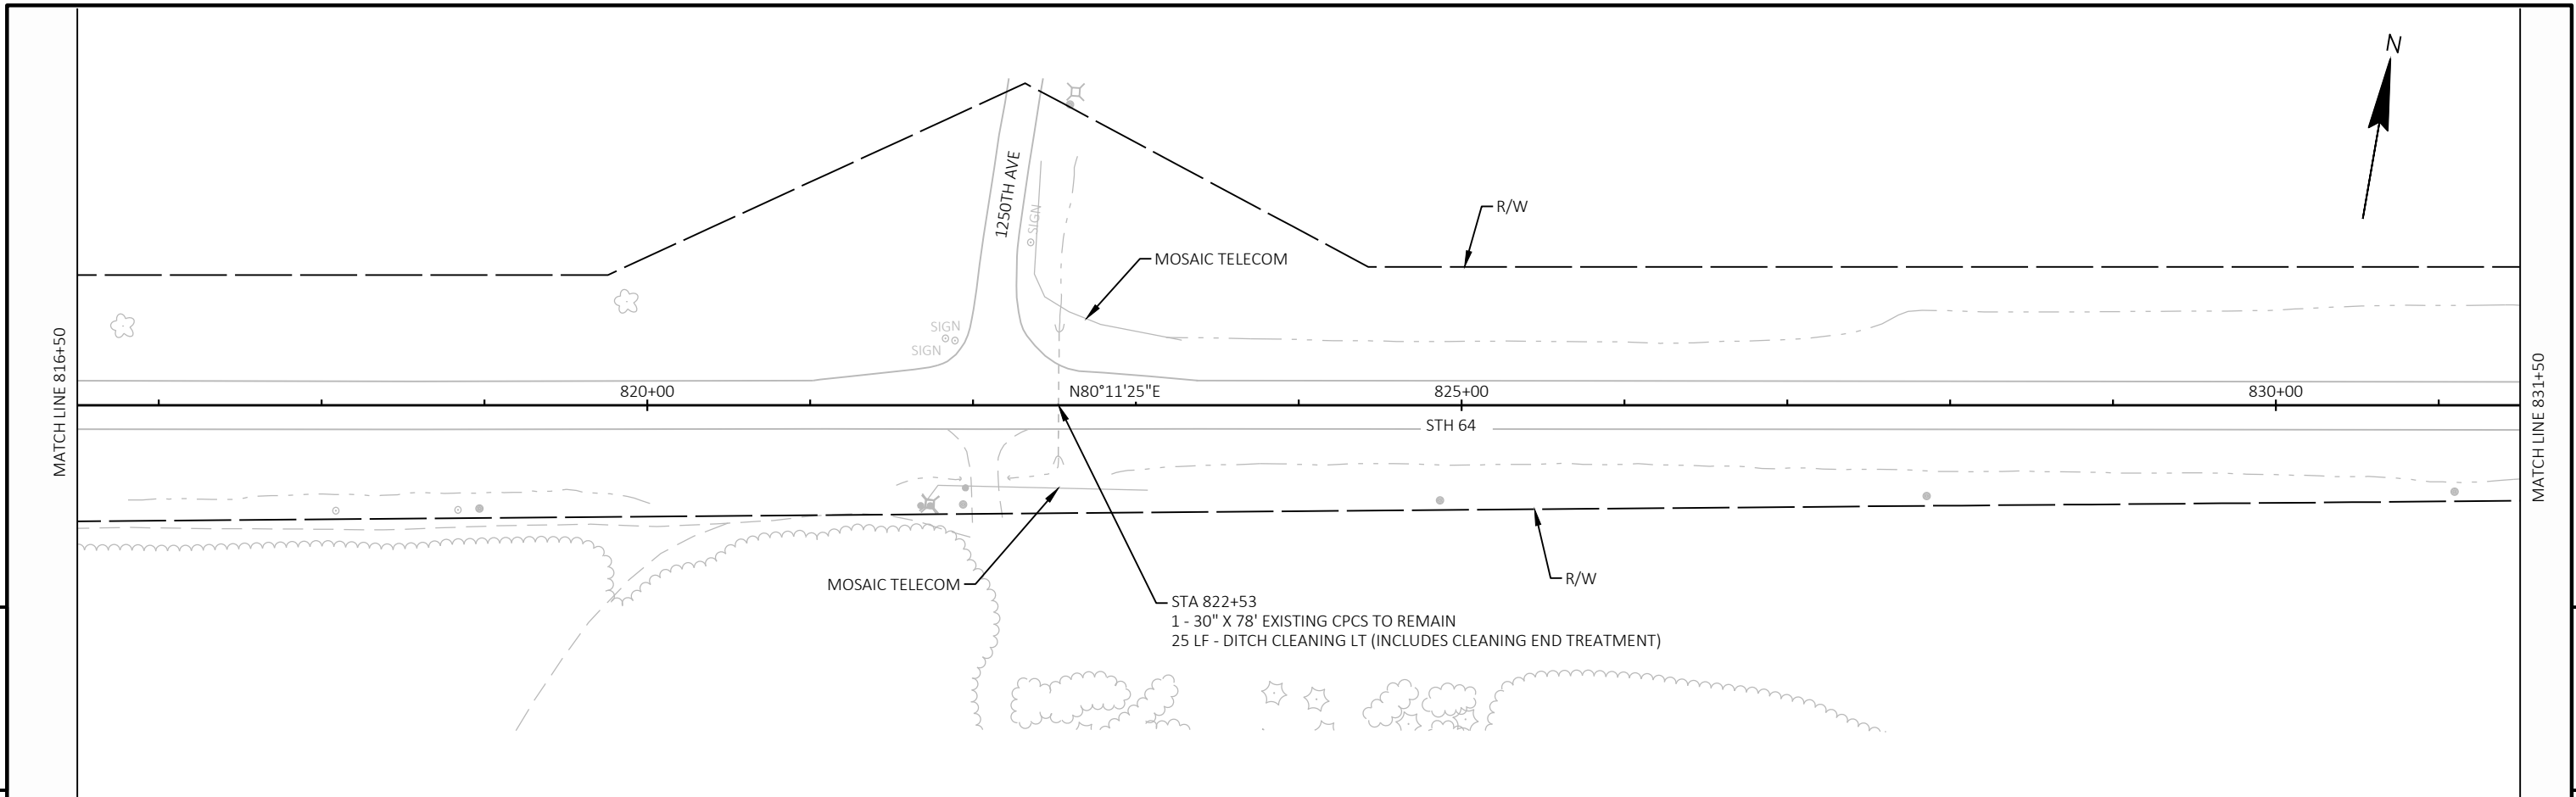 N
1250TH AVE
SIGN
R/W
MOSAIC TELECOM
SIGN
SIGN
MATCH LINE 816+50
820+00
N80°11'25"E
825+00
830+00
MATCH LINE 831+50
STH 64
MOSAIC TELECOM
R/W
STA 822+53
1 - 30" X 78' EXISTING CPCS TO REMAIN
25 LF - DITCH CLEANING LT (INCLUDES CLEANING END TREATMENT)